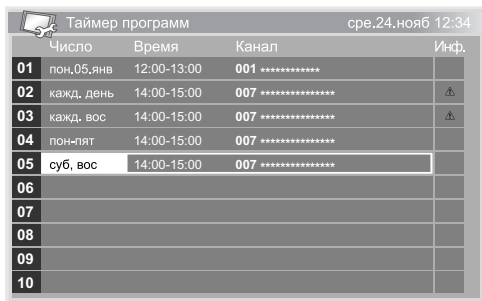 Таймер программ сре.24.нояб 12:34
Число Время Канал Инф.
01 пон.05.янв 12:00-13:00 001 ************
02 кажд. день 14:00-15:00 007 ***************
03 кажд. вос 14:00-15:00 007 ***************
04 пон-пят 14:00-15:00 007 ***************
05 суб, вос 14:00-15:00 007 ***************
06
07
08
09
10